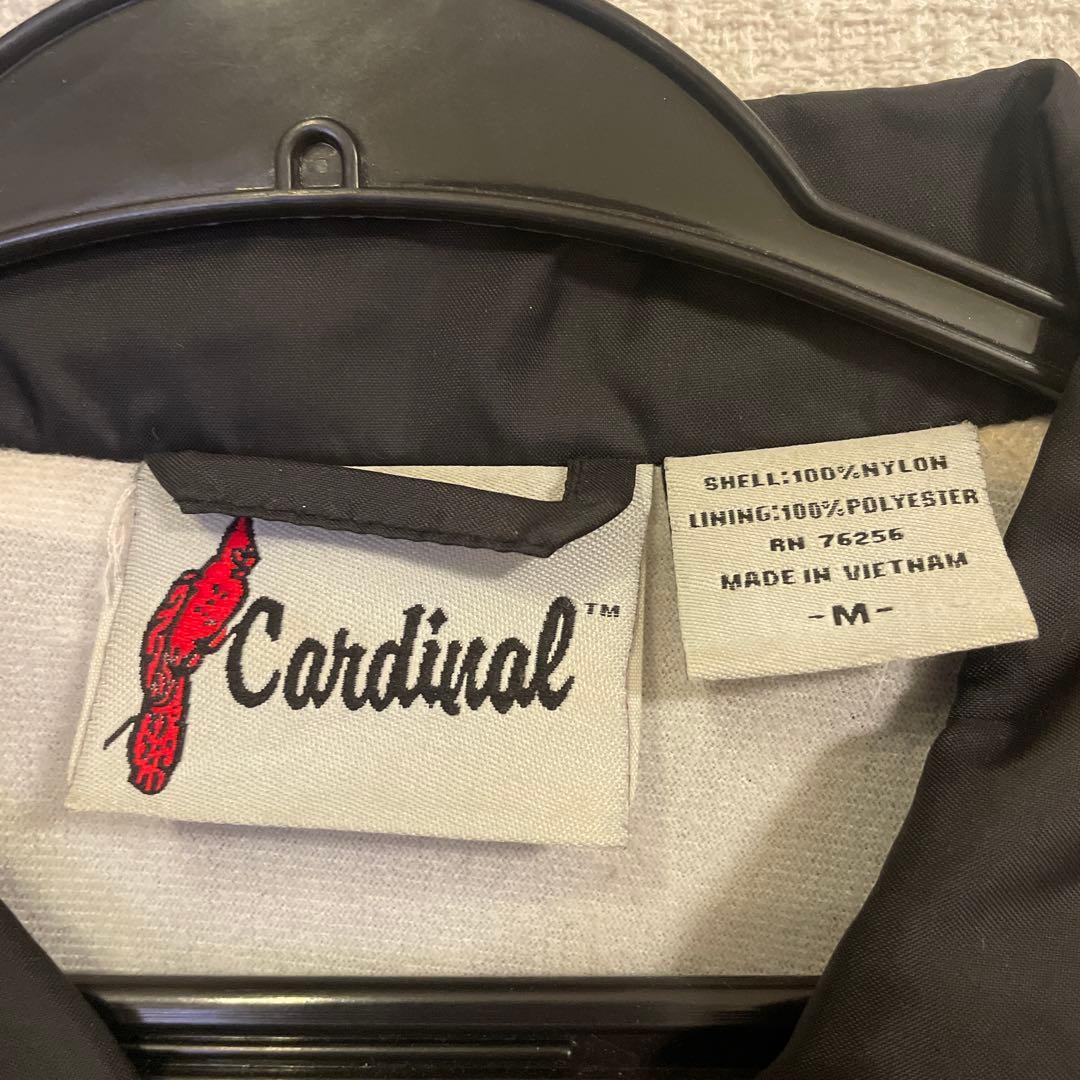 Cardinal™
SHELL:100%NYLON
LINING:100%POLYESTER
RN 76256
MADE IN VIETNAM
-M-